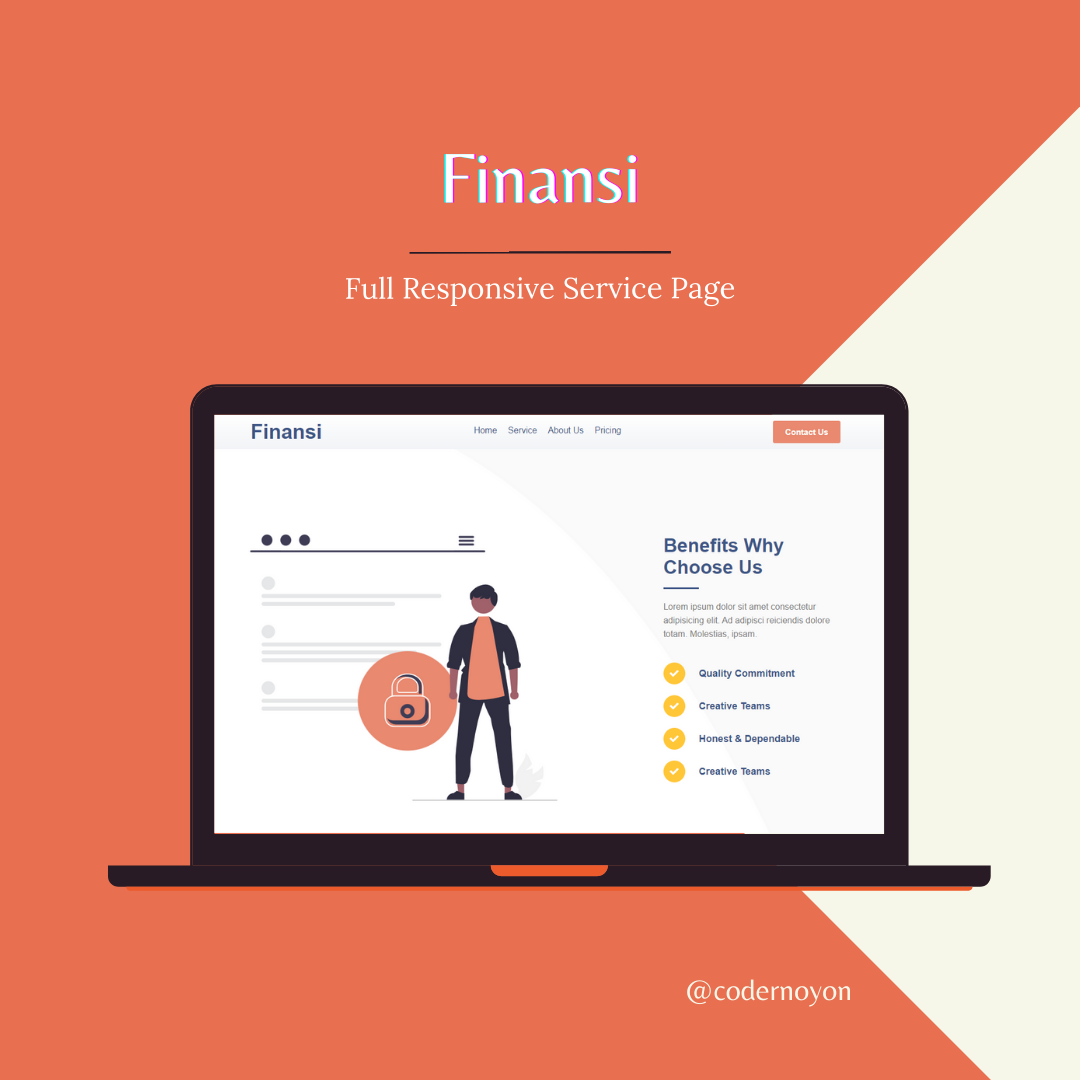 Finansi
Full Responsive Service Page
Finansi
Home Service About Us Pricing
Contact Us
Benefits Why
Choose Us
Lorem ipsum dolor sit amet consectetur
adipisicing elit. Ad adipisci reiciendis dolore
totam. Molestias, ipsam.
Quality Commitment
Creative Teams
Honest & Dependable
Creative Teams
@codernoyon